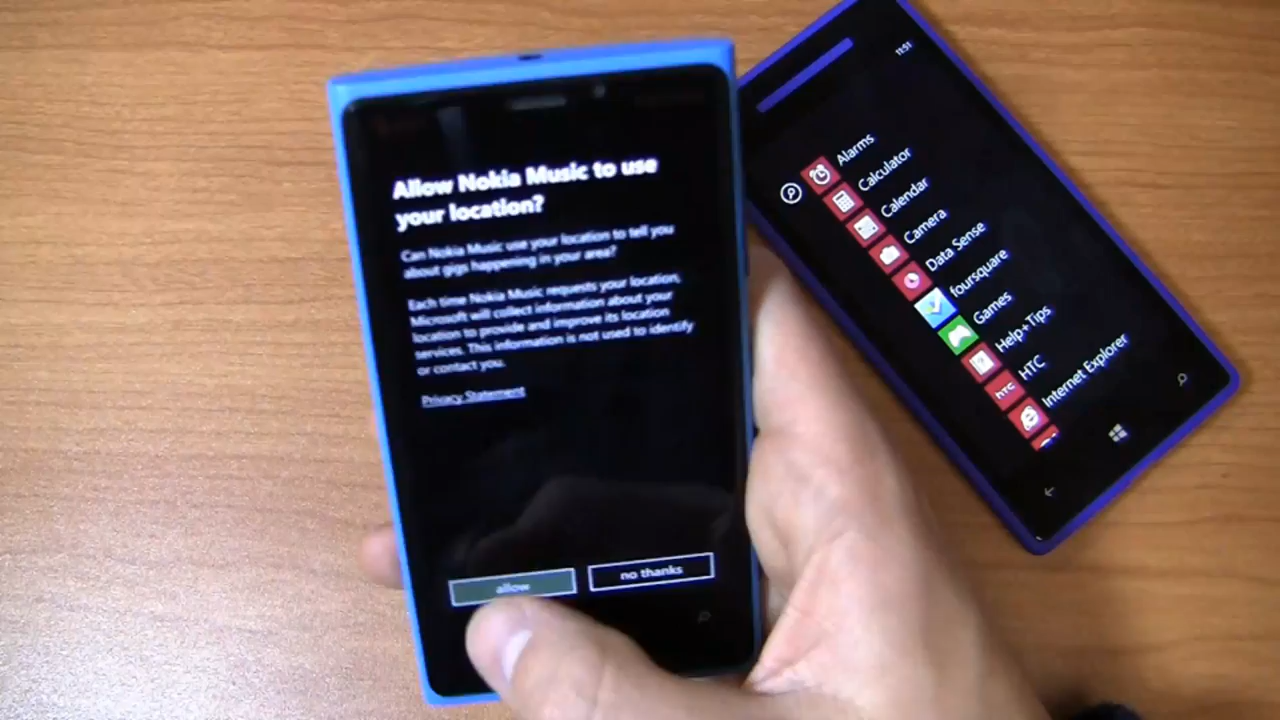 Allow Nokia Music to use
your location?
Can Nokia Music use your location to tell you
about gigs happening in your area?
Each time Nokia Music requests your location,
Microsoft will collect information about your
location to provide and improve its location
services. This information is not used to identify
or contact you.
Privacy Statement
allow
no thanks
11:51
Alarms
Calculator
Calendar
Camera
Data Sense
foursquare
Games
Help+Tips
hTC HTC
Internet Explorer